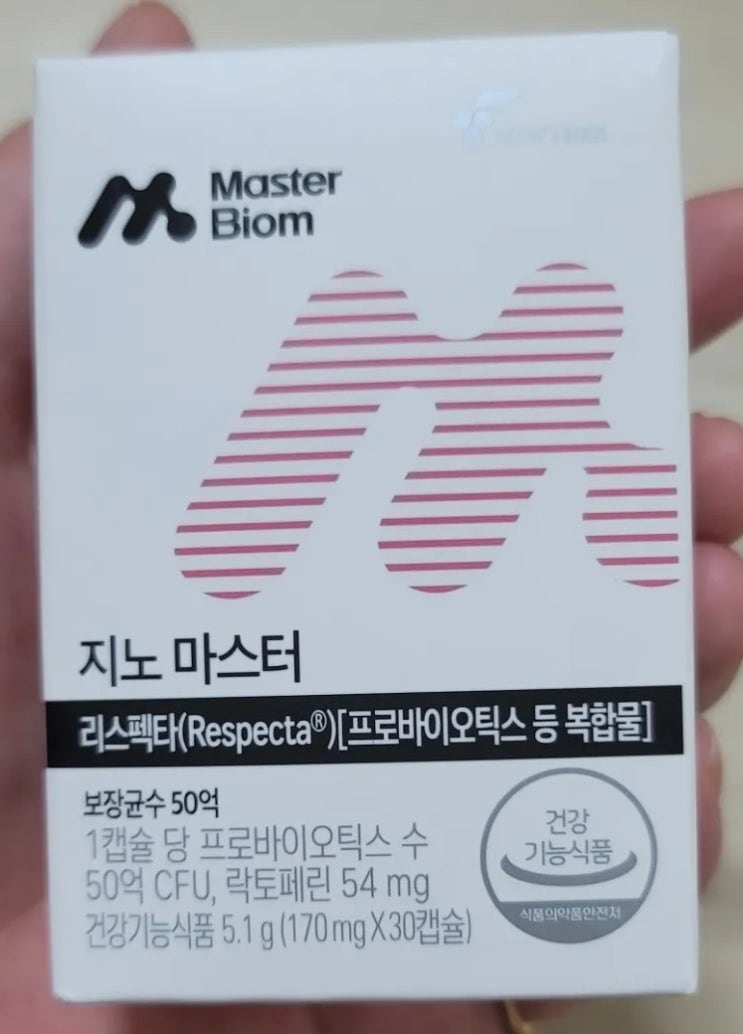 Master
Biom
지노 마스터
리스펙타(Respecta®)[프로바이오틱스 등 복합물]
보장균수 50억
1캡슐 당 프로바이오틱스 수
50억 CFU, 락토페린 54 mg
건강기능식품 5.1 g (170 mg X 30캡슐)
건강
기능식품
식품의약품안전처